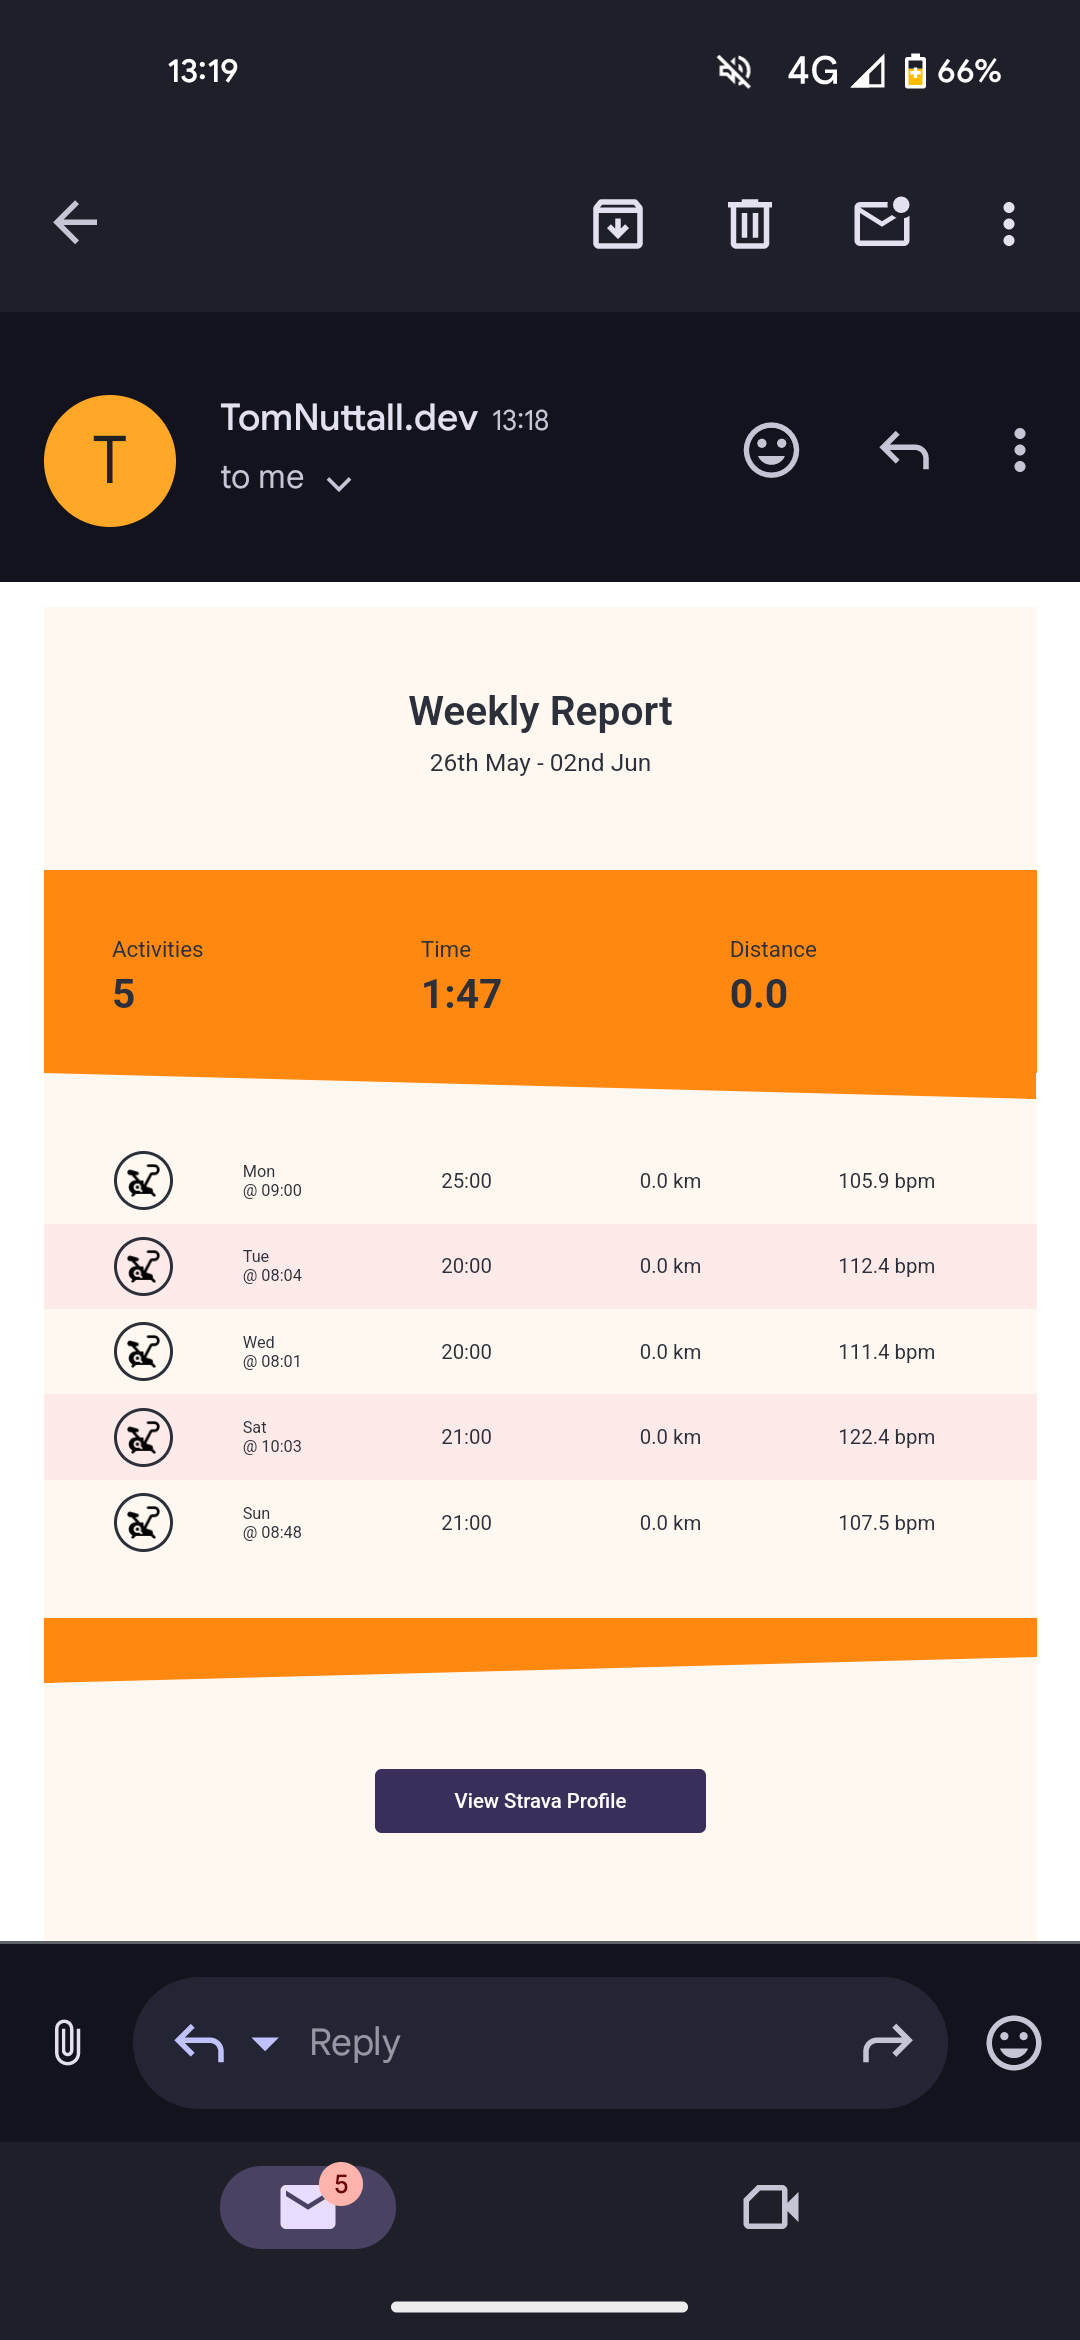 13:19
4G 66%
T
TomNuttall.dev 13:18
to me
Weekly Report
26th May - 02nd Jun
Activities Time Distance
5 1:47 0.0
Mon
@ 09:00
25:00 0.0 km 105.9 bpm
Tue
@ 08:04
20:00 0.0 km 112.4 bpm
Wed
@ 08:01
20:00 0.0 km 111.4 bpm
Sat
@ 10:03
21:00 0.0 km 122.4 bpm
Sun
@ 08:48
21:00 0.0 km 107.5 bpm
View Strava Profile
Reply
5